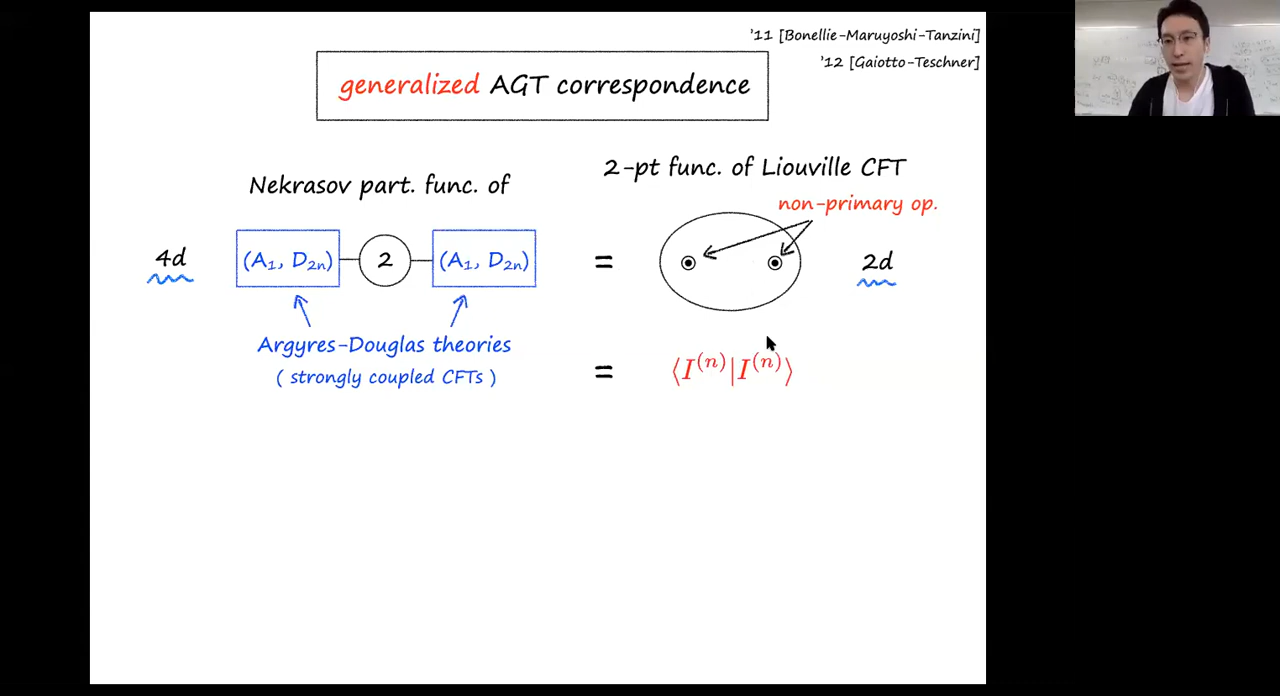 '11 [Bonellie-Maruyoshi-Tanzini]
'12 [Gaiotto-Teschner]
generalized AGT correspondence
Nekrasov part. func. of
2-pt func. of Liouville CFT
non-primary op.
4d
(A₁, D₂ₙ)
2
(A₁, D₂ₙ)
=
2d
Argyres-Douglas theories
( strongly coupled CFTs )
= ⟨I⁽ⁿ⁾|I⁽ⁿ⁾⟩